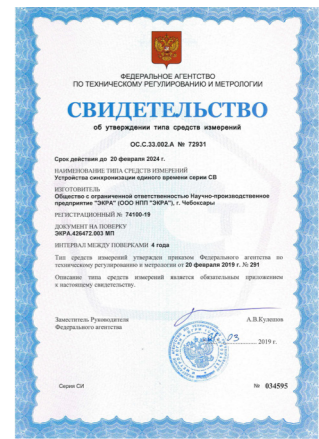 ФЕДЕРАЛЬНОЕ АГЕНТСТВО
ПО ТЕХНИЧЕСКОМУ РЕГУЛИРОВАНИЮ И МЕТРОЛОГИИ
СВИДЕТЕЛЬСТВО
об утверждении типа средств измерений
ОС.C.33.002.A № 72931
Срок действия до 20 февраля 2024 г.
НАИМЕНОВАНИЕ ТИПА СРЕДСТВ ИЗМЕРЕНИЙ
Устройства синхронизации единого времени серии СВ
ИЗГОТОВИТЕЛЬ
Общество с ограниченной ответственностью Научно-производственное
предприятие "ЭКРА" (ООО НПП "ЭКРА"), г. Чебоксары
РЕГИСТРАЦИОННЫЙ № 74100-19
ДОКУМЕНТ НА ПОВЕРКУ
ЭКРА.426472.003 МП
ИНТЕРВАЛ МЕЖДУ ПОВЕРКАМИ 4 года
Тип средств измерений утвержден приказом Федерального агентства по
техническому регулированию и метрологии от 20 февраля 2019 г. № 291
Описание типа средств измерений является обязательным приложением
к настоящему свидетельству.
Заместитель Руководителя
Федерального агентства
А.В.Кулешов
03
2019 г.
Серия СИ
№ 034595